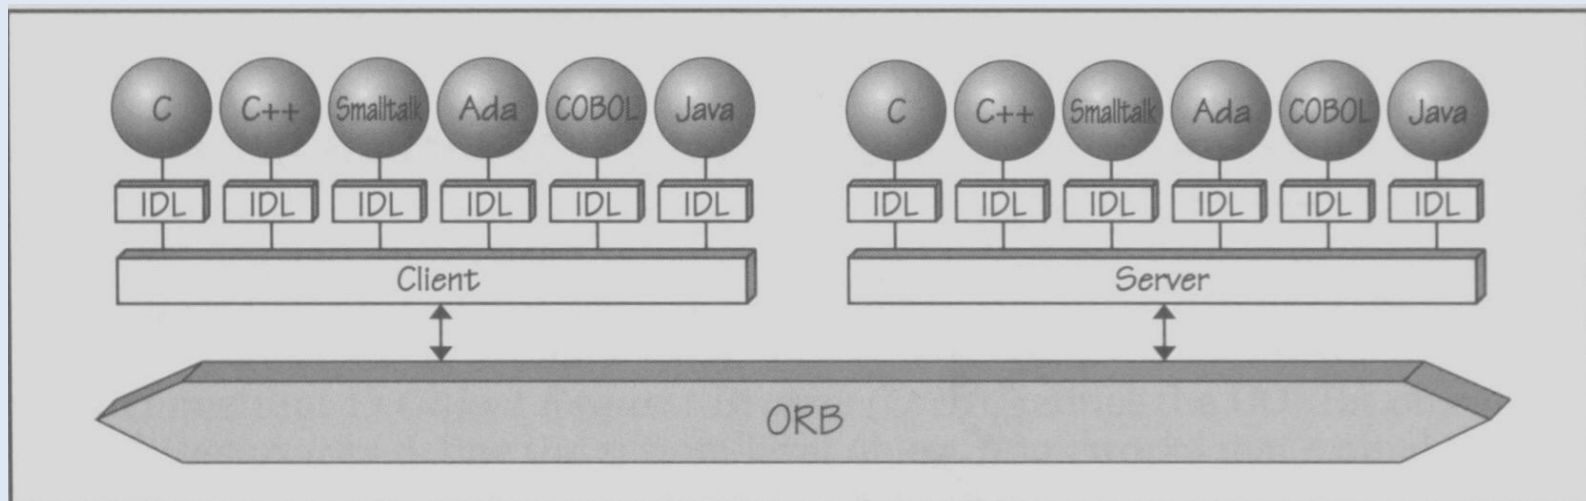 C C++ Smalltalk Ada COBOL Java
C C++ Smalltalk Ada COBOL Java
IDL IDL IDL IDL IDL IDL
IDL IDL IDL IDL IDL IDL
Client
Server
ORB